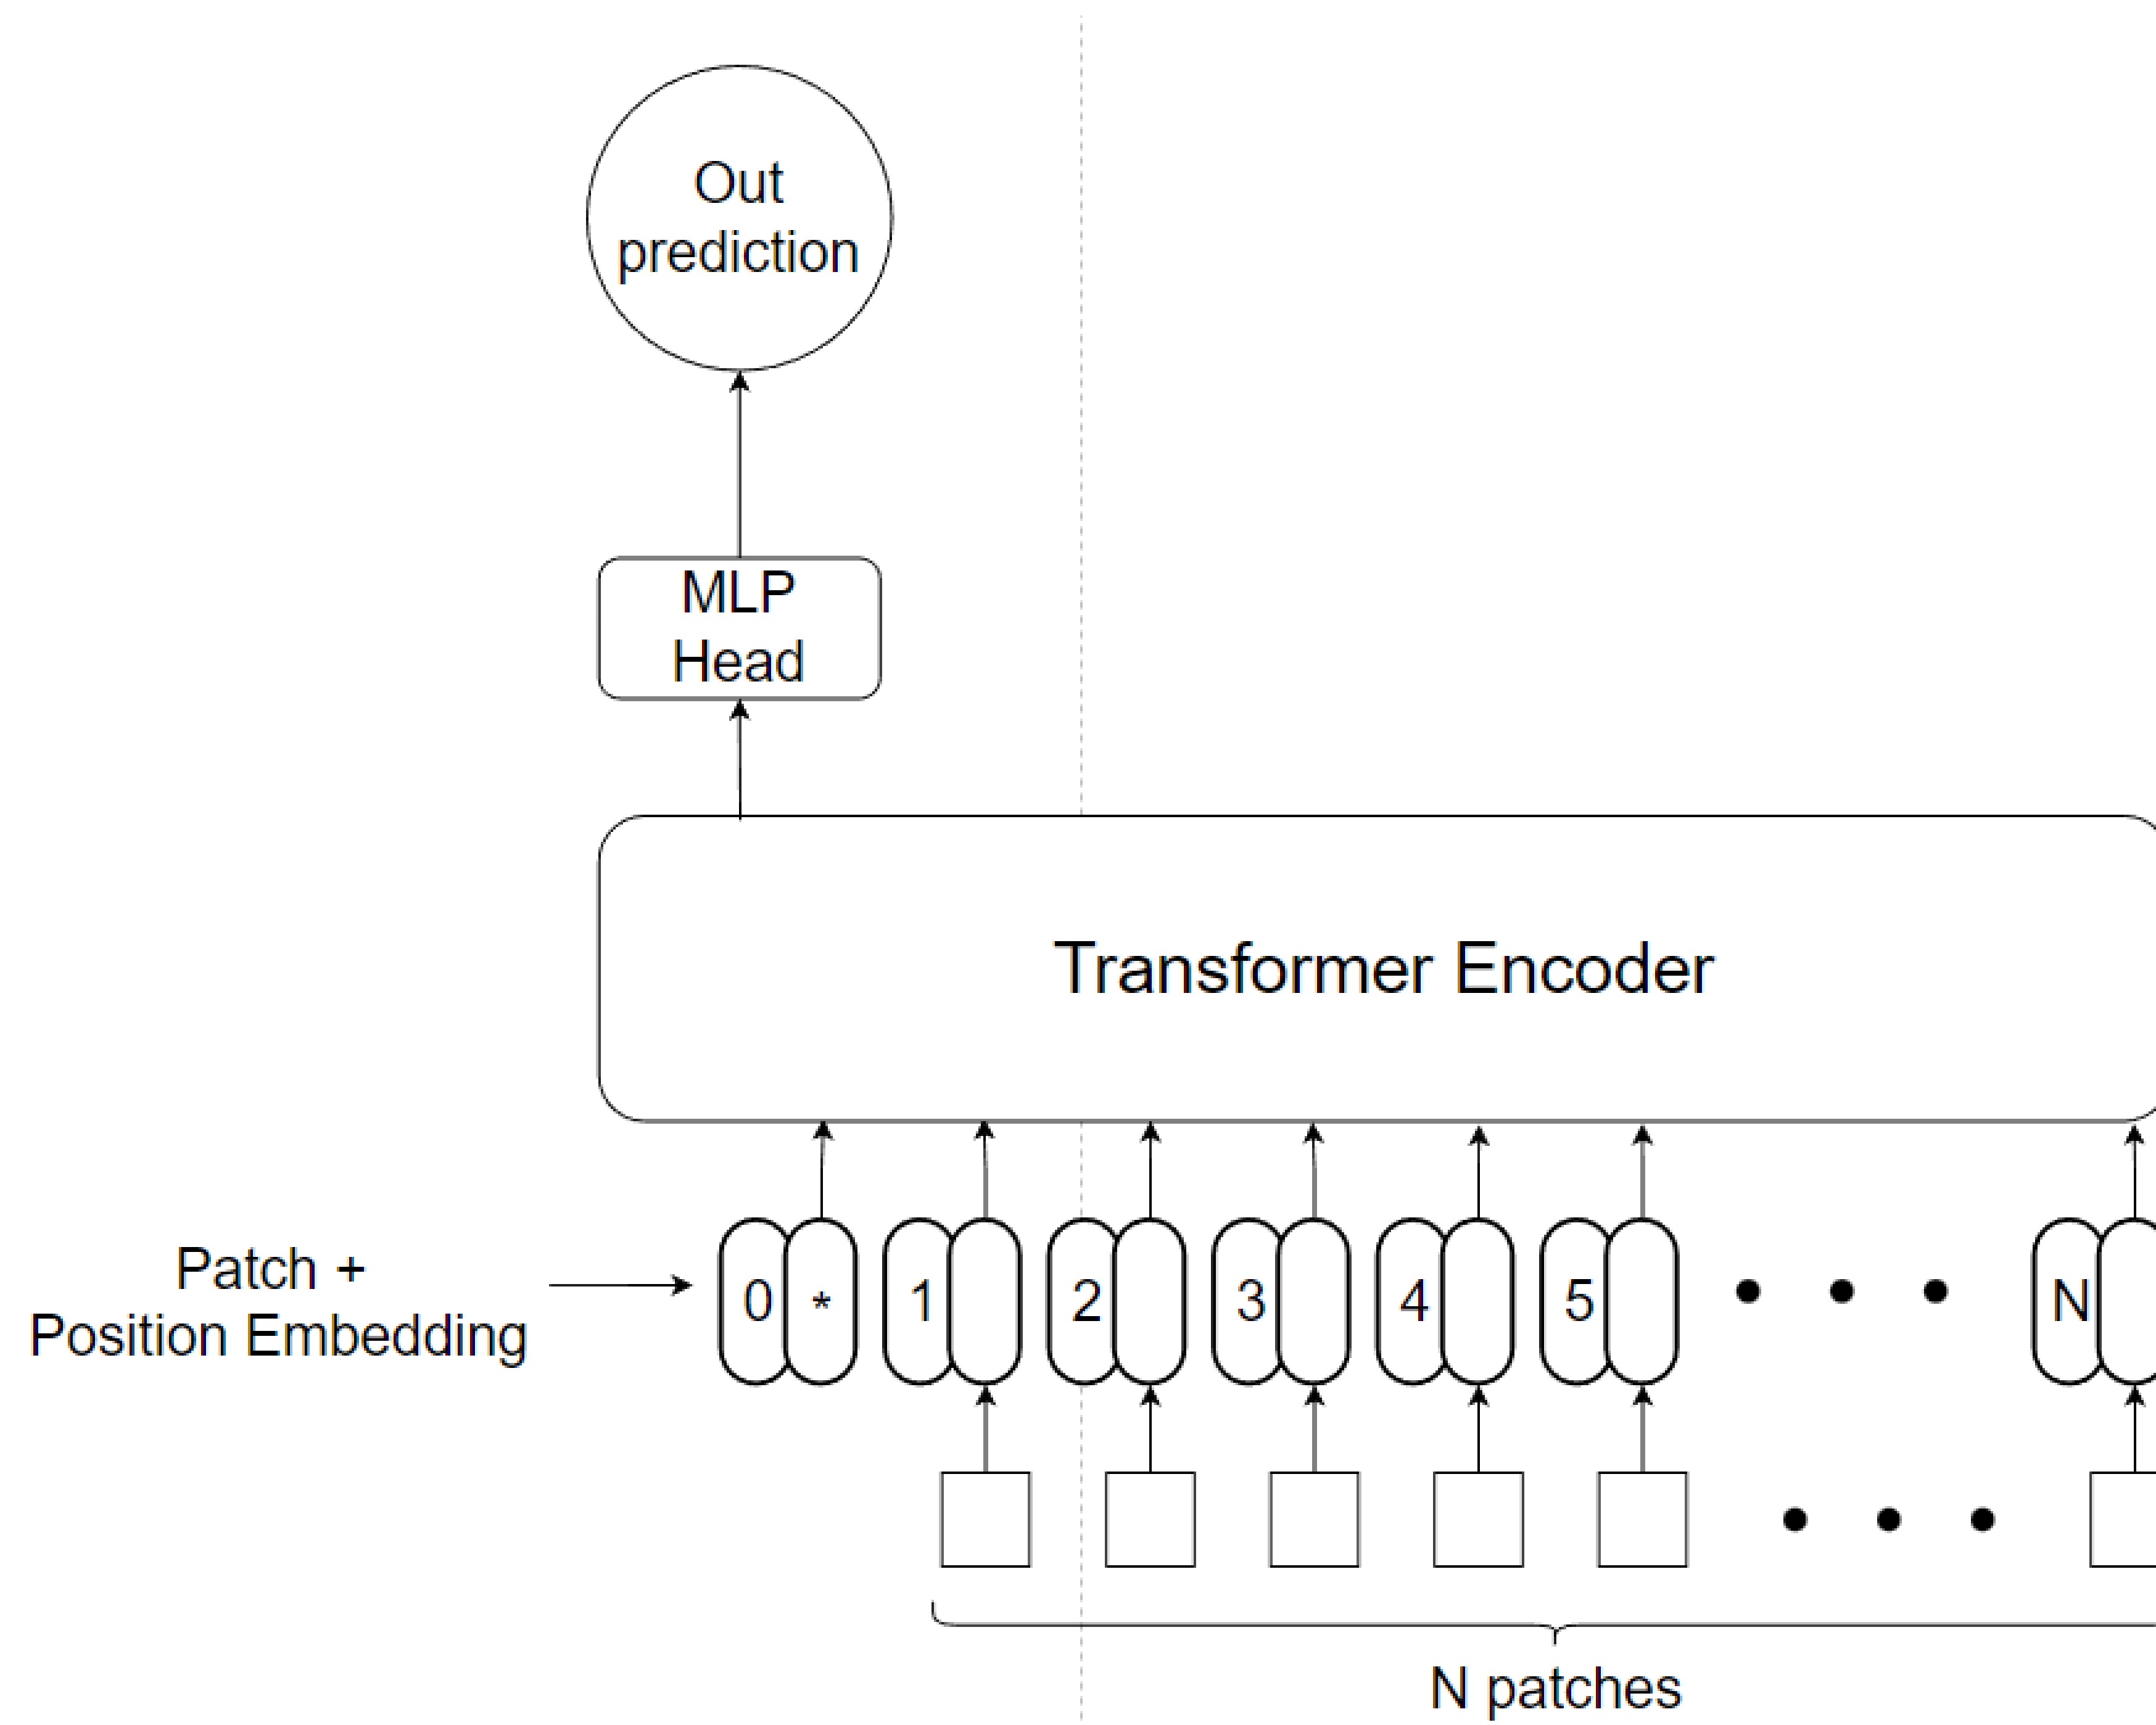 Out
prediction
MLP
Head
Transformer Encoder
Patch +
Position Embedding
0 * 1 2 3 4 5 N
N patches